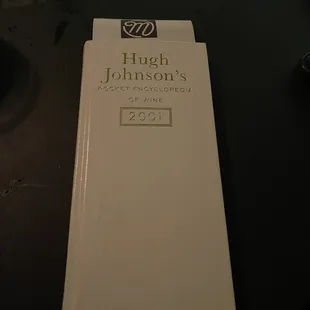 M
Hugh
Johnson's
POCKET ENCYCLOPEDIA
OF WINE
2001